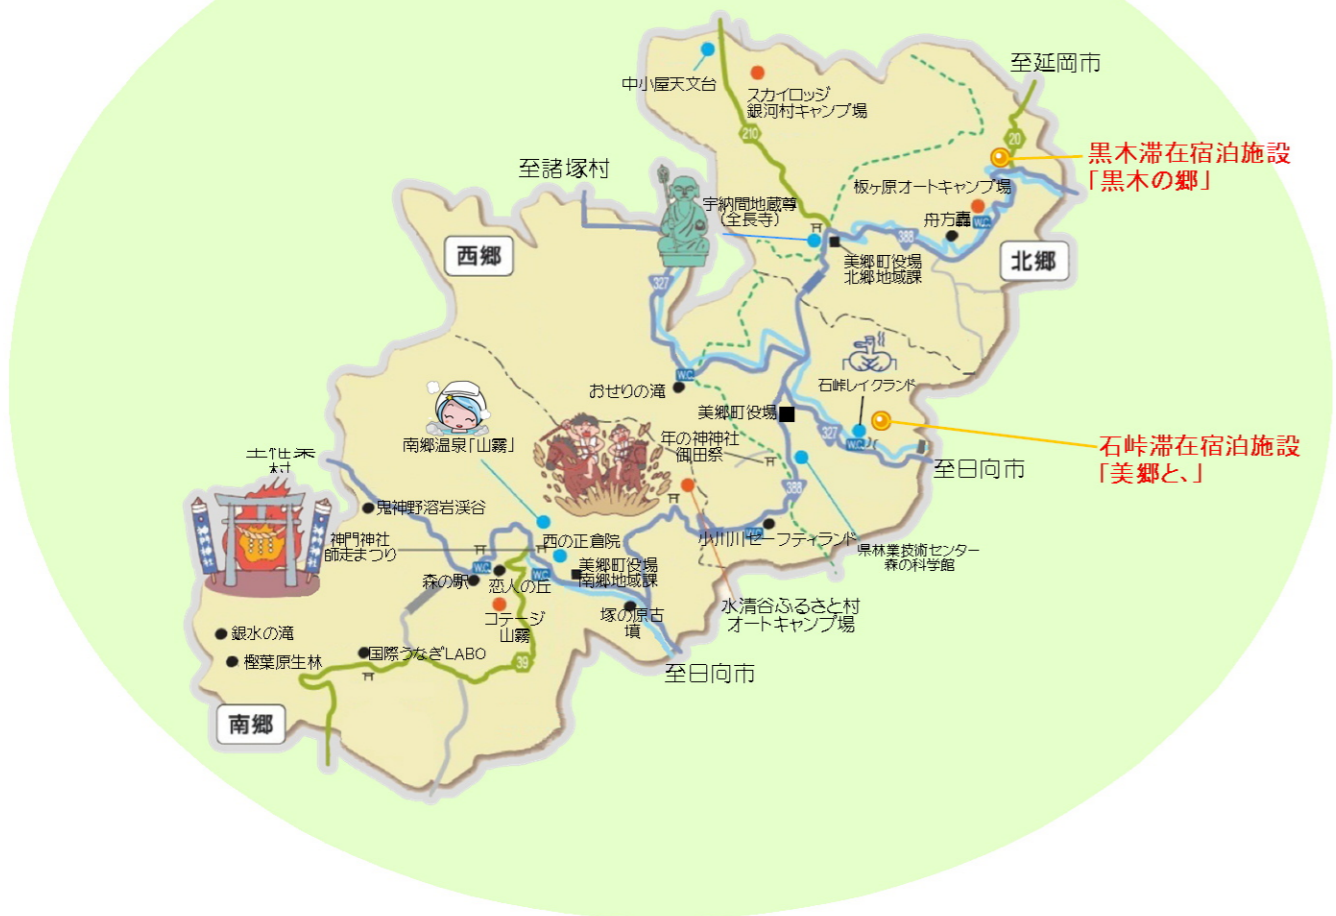 至延岡市
中小屋天文台
スカイロッジ
銀河村キャンプ場
210
20
黒木滞在宿泊施設
「黒木の郷」
至諸塚村
板ヶ原オートキャンプ場
宇納間地蔵尊
（全長寺）
舟方轟
W.C.
388
西郷
北郷
美郷町役場
北郷地域課
327
W.C.
おせりの滝
石峠レイクランド
美郷町役場
327
W.C.
石峠滞在宿泊施設
「美郷と、」
南郷温泉「山霧」
年の神神社
御田祭
至日向市
村
388
鬼神野溶岩渓谷
神門神社
師走まつり
西の正倉院
W.C.
小川川セーフティランド
県林業技術センター
森の科学館
W.C.
W.C.
森の駅
恋人の丘
美郷町役場
南郷地域課
コテージ
山霧
塚の原古
墳
水清谷ふるさと村
オートキャンプ場
銀水の滝
樫葉原生林
国際うなぎLABO
39
至日向市
南郷